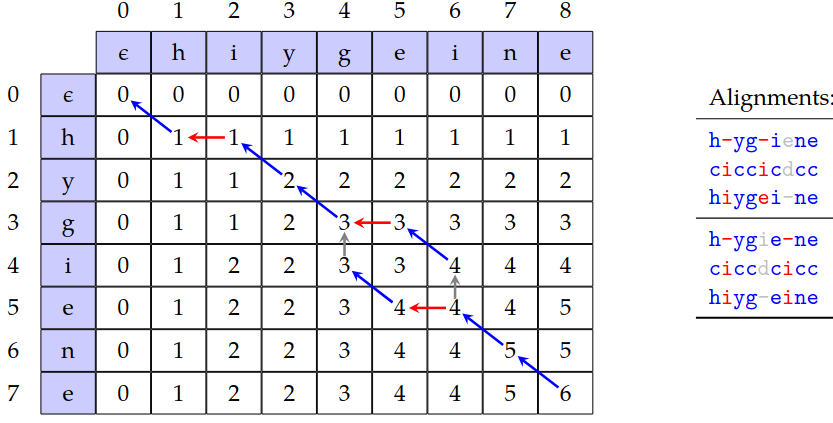 0 1 2 3 4 5 6 7 8
ϵ h i y g e i n e
0 ϵ 0 0 0 0 0 0 0 0 0
1 h 0 1 1 1 1 1 1 1 1
2 y 0 1 1 2 2 2 2 2 2
3 g 0 1 1 2 3 3 3 3 3
4 i 0 1 2 2 3 3 4 4 4
5 e 0 1 2 2 3 4 4 4 5
6 n 0 1 2 2 3 4 4 5 5
7 e 0 1 2 2 3 4 4 5 6
Alignments:
h-yg-iene
ciccicdcc
hiygei-ne
h-ygie-ne
ciccdcicc
hiyg-eine